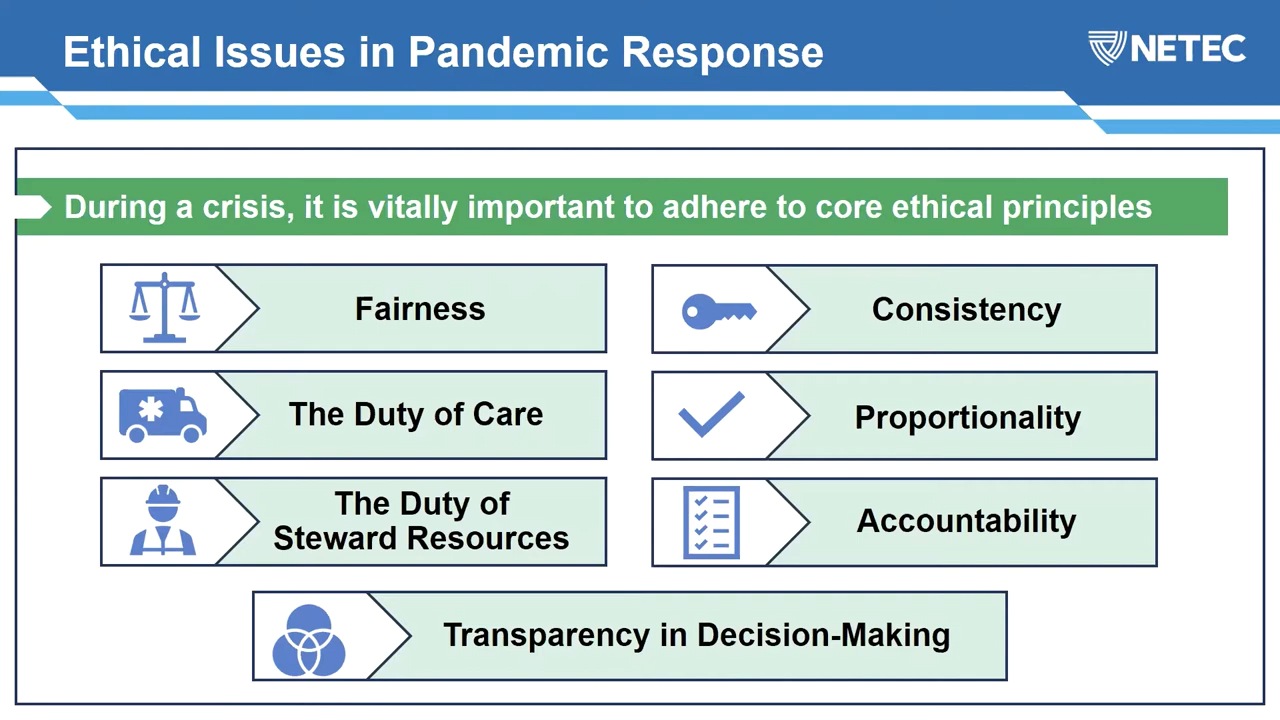 Ethical Issues in Pandemic Response
NETEC
During a crisis, it is vitally important to adhere to core ethical principles
Fairness
Consistency
The Duty of Care
Proportionality
The Duty of
Steward Resources
Accountability
Transparency in Decision-Making